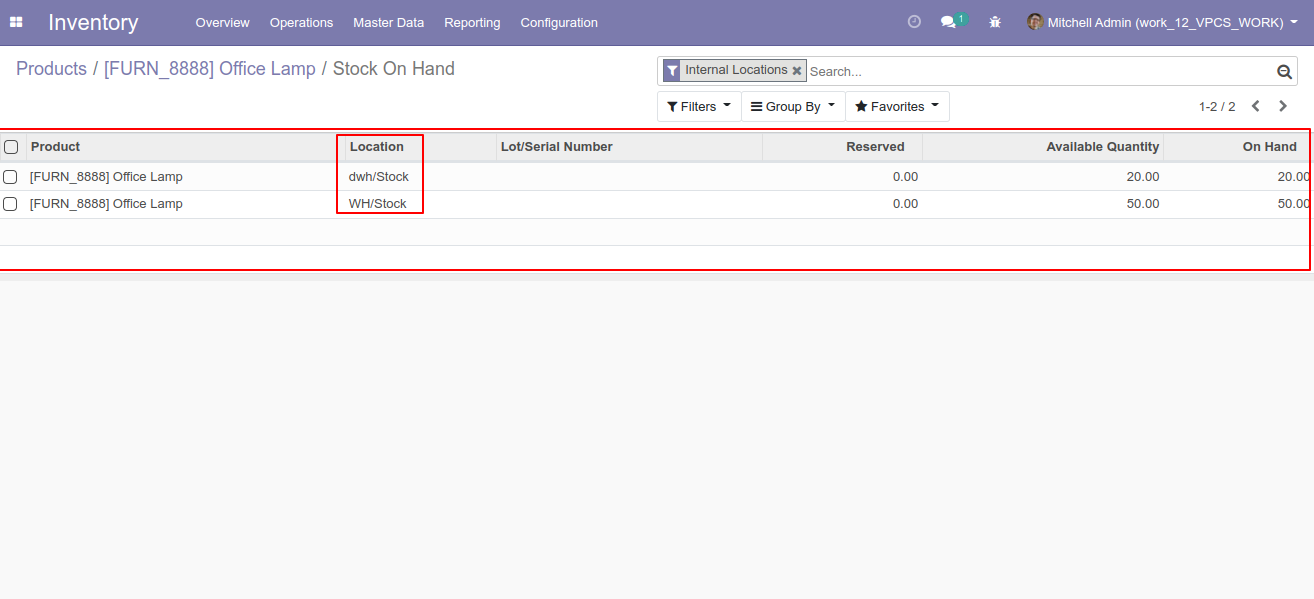 Inventory Overview Operations Master Data Reporting Configuration 1 Mitchell Admin (work_12_VPCS_WORK)
Products / [FURN_8888] Office Lamp / Stock On Hand
Internal Locations Search...
Filters Group By Favorites 1-2 / 2
Product Location Lot/Serial Number Reserved Available Quantity On Hand
[FURN_8888] Office Lamp dwh/Stock 0.00 20.00 20.00
[FURN_8888] Office Lamp WH/Stock 0.00 50.00 50.00